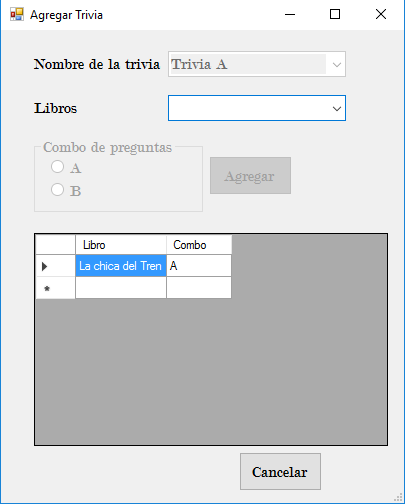 Agregar Trivia
Nombre de la trivia Trivia A
Libros
Combo de preguntas
A
B
Agregar
Libro Combo
La chica del Tren A
*
Cancelar